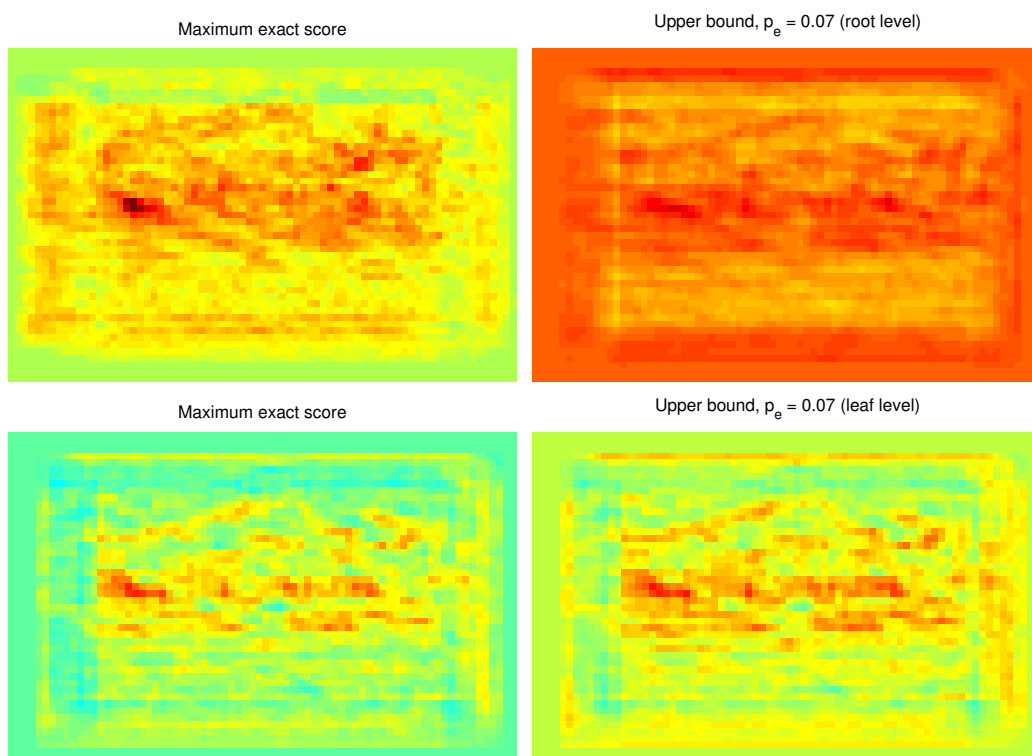 Maximum exact score
Upper bound, pₑ = 0.07 (root level)
Maximum exact score
Upper bound, pₑ = 0.07 (leaf level)